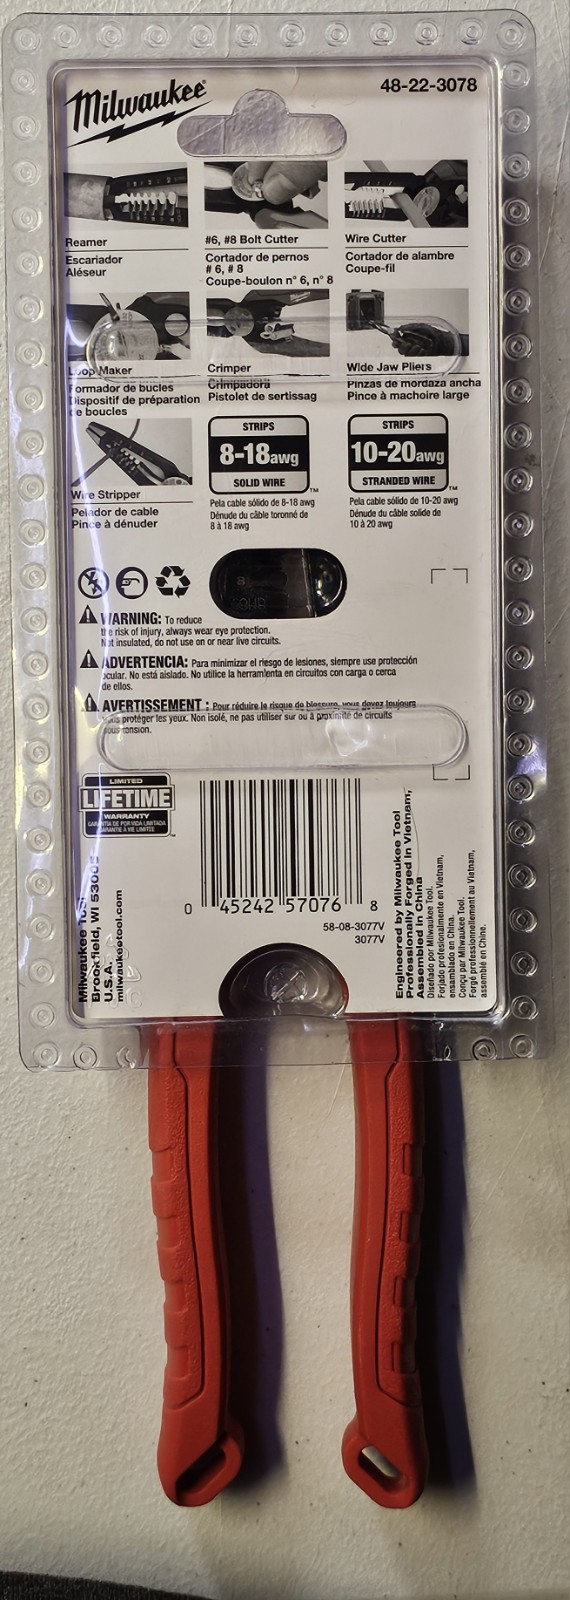 Milwaukee
48-22-3078
Reamer
Escariador
Aléseur
#6, #8 Bolt Cutter
Cortador de pernos
# 6, # 8
Coupe-boulon n° 6, n° 8
Wire Cutter
Cortador de alambre
Coupe-fil
Loop Maker
Formador de bucles
Dispositif de préparation
de boucles
Crimper
Crimpadora
Pistolet de sertissag
Wide Jaw Pliers
Pinzas de mordaza ancha
Pince à machoire large
Wire Stripper
Pelador de cable
Pince à dénuder
STRIPS
8-18awg
SOLID WIRE
™
Pela cable sólido de 8-18 awg
Dénude du câble toronné de
8 à 18 awg
STRIPS
10-20awg
STRANDED WIRE
™
Pela cable sólido de 10-20 awg
Dénude du câble solide de
10 à 20 awg
WARNING: To reduce
the risk of injury, always wear eye protection.
Not insulated, do not use on or near live circuits.
ADVERTENCIA: Para minimizar el riesgo de lesiones, siempre use protección
ocular. No está aislado. No utilice la herramienta en circuitos con carga o cerca
de ellos.
AVERTISSEMENT : Pour réduire le risque de blessure, vous devez toujours
vous protéger les yeux. Non isolé, ne pas utiliser sur ou à proximité de circuits
sous tension.
LIMITED
LIFETIME
WARRANTY
GARANTÍA DE POR VIDA LIMITADA
GARANTIE À VIE LIMITÉE
Milwaukee Tool
Brookfield, WI 53005
U.S.A.
milwaukeetool.com
0 45242 57076 8
58-08-3077V
3077V
Engineered by Milwaukee Tool
Professionally Forged in Vietnam,
Assembled in China
Diseñado por Milwaukee Tool.
Forjado profesionalmente en Vietnam,
ensamblado en China.
Conçu par Milwaukee Tool.
Forgé professionnellement au Vietnam,
assemblé en Chine.